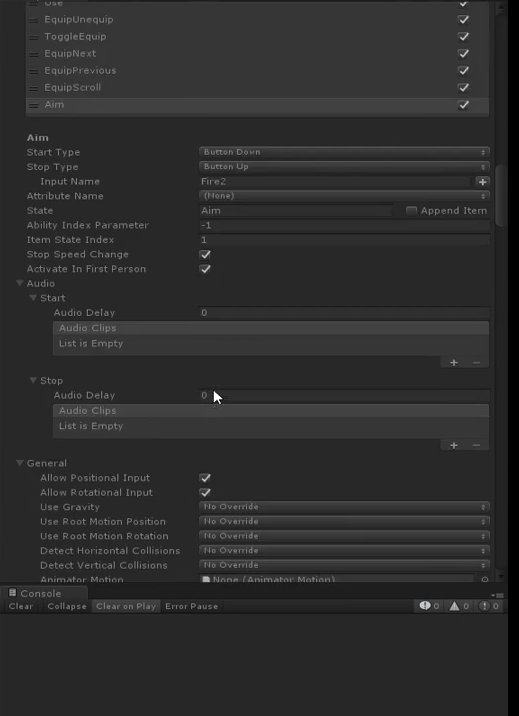 Use
EquipUnequip
ToggleEquip
EquipNext
EquipPrevious
EquipScroll
Aim
Aim
Start Type Button Down
Stop Type Button Up
Input Name Fire2
Attribute Name (None)
State Aim Append Item
Ability Index Parameter -1
Item State Index 1
Stop Speed Change
Activate In First Person
Audio
Start
Audio Delay 0
Audio Clips
List is Empty
Stop
Audio Delay 0
Audio Clips
List is Empty
General
Allow Positional Input
Allow Rotational Input
Use Gravity No Override
Use Root Motion Position No Override
Use Root Motion Rotation No Override
Detect Horizontal Collisions No Override
Detect Vertical Collisions No Override
Animator Motion None (Animator Motion)
Console
Clear Collapse Clear on Play Error Pause 0 0 0